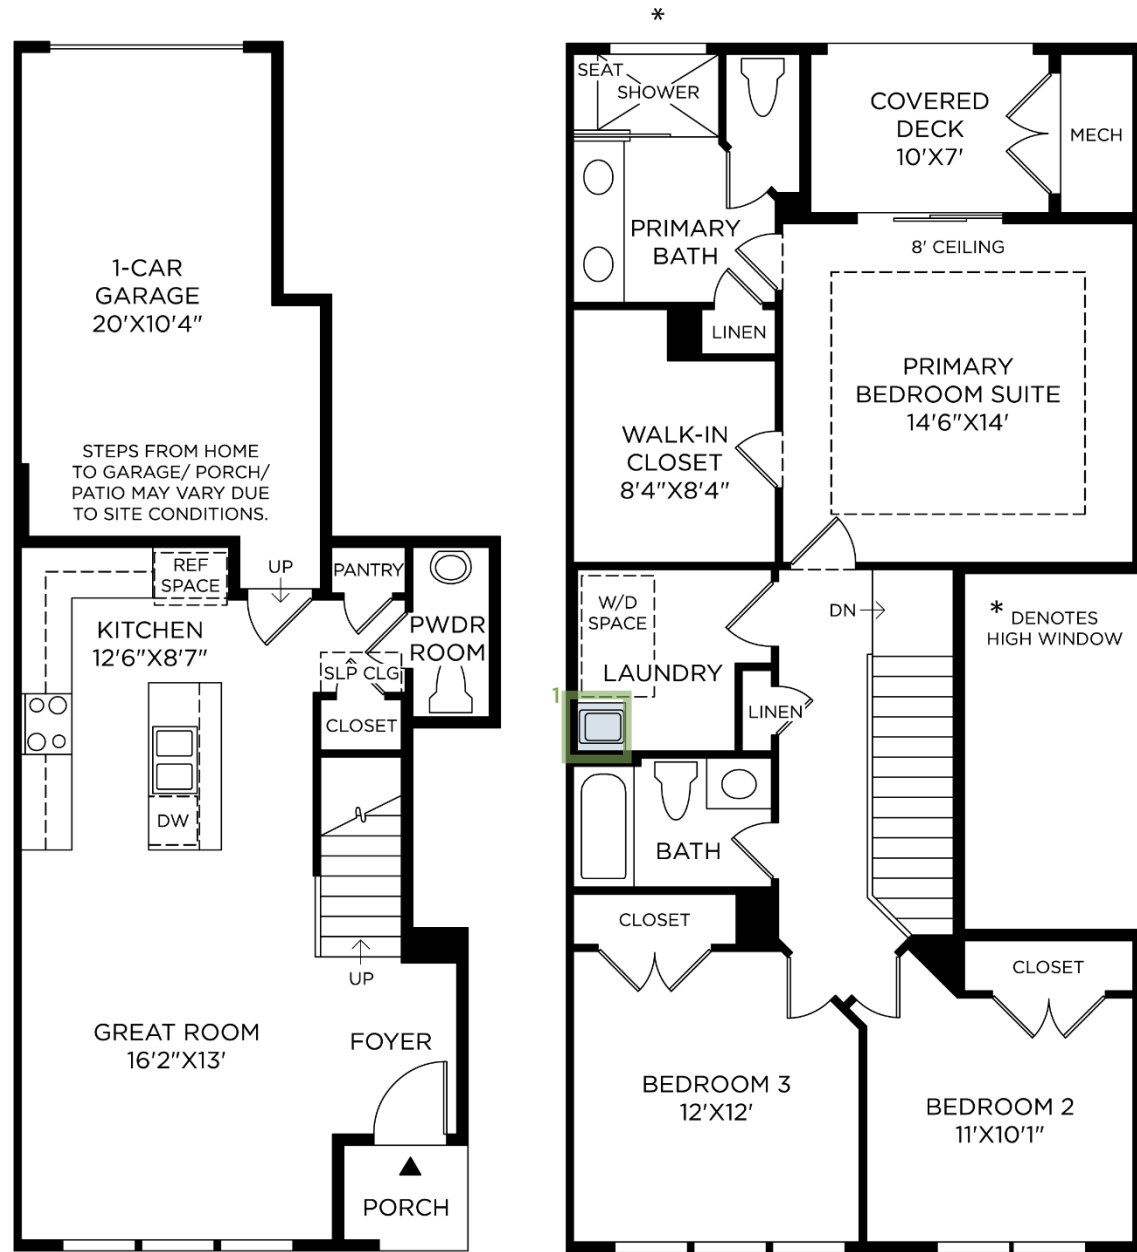 1-CAR
GARAGE
20'X10'4"
STEPS FROM HOME
TO GARAGE/ PORCH/
PATIO MAY VARY DUE
TO SITE CONDITIONS.
REF
SPACE
UP
PANTRY
KITCHEN
12'6"X8'7"
PWDR
ROOM
SLP CLG
CLOSET
DW
UP
GREAT ROOM
16'2"X13'
FOYER
PORCH
*
SEAT
SHOWER
COVERED
DECK
10'X7'
MECH
PRIMARY
BATH
8' CEILING
LINEN
PRIMARY
BEDROOM SUITE
14'6"X14'
WALK-IN
CLOSET
8'4"X8'4"
W/D
SPACE
DN
* DENOTES
HIGH WINDOW
LAUNDRY
1
LINEN
BATH
CLOSET
CLOSET
BEDROOM 3
12'X12'
BEDROOM 2
11'X10'1"